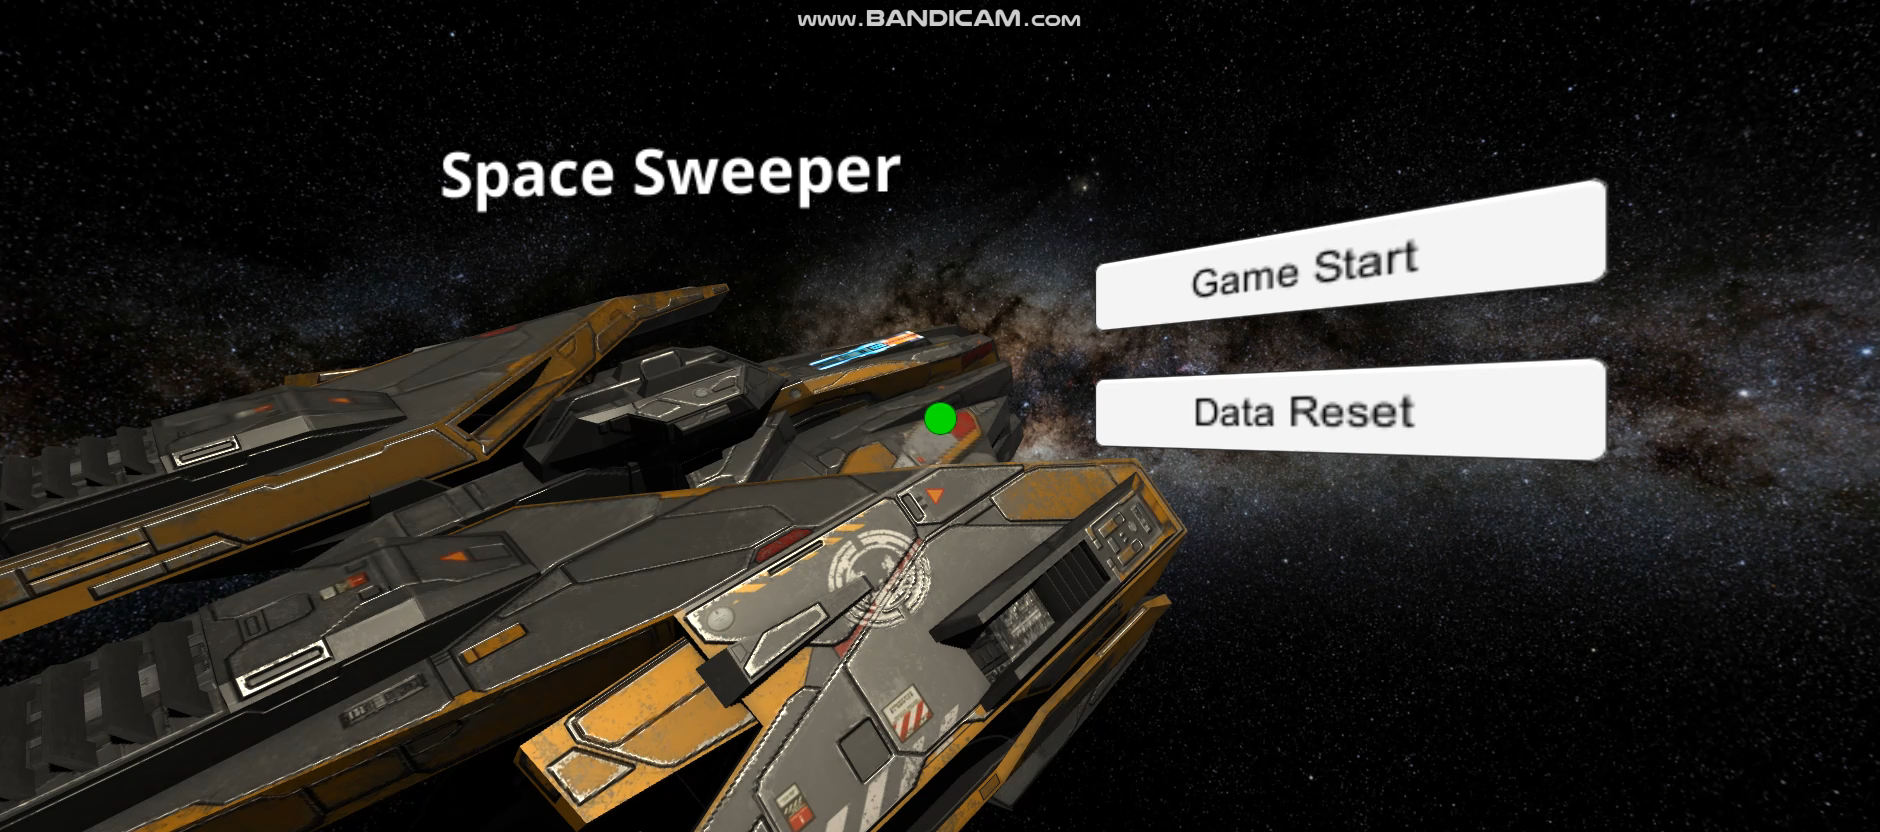 www.BANDICAM.com
Space Sweeper
Game Start
Data Reset